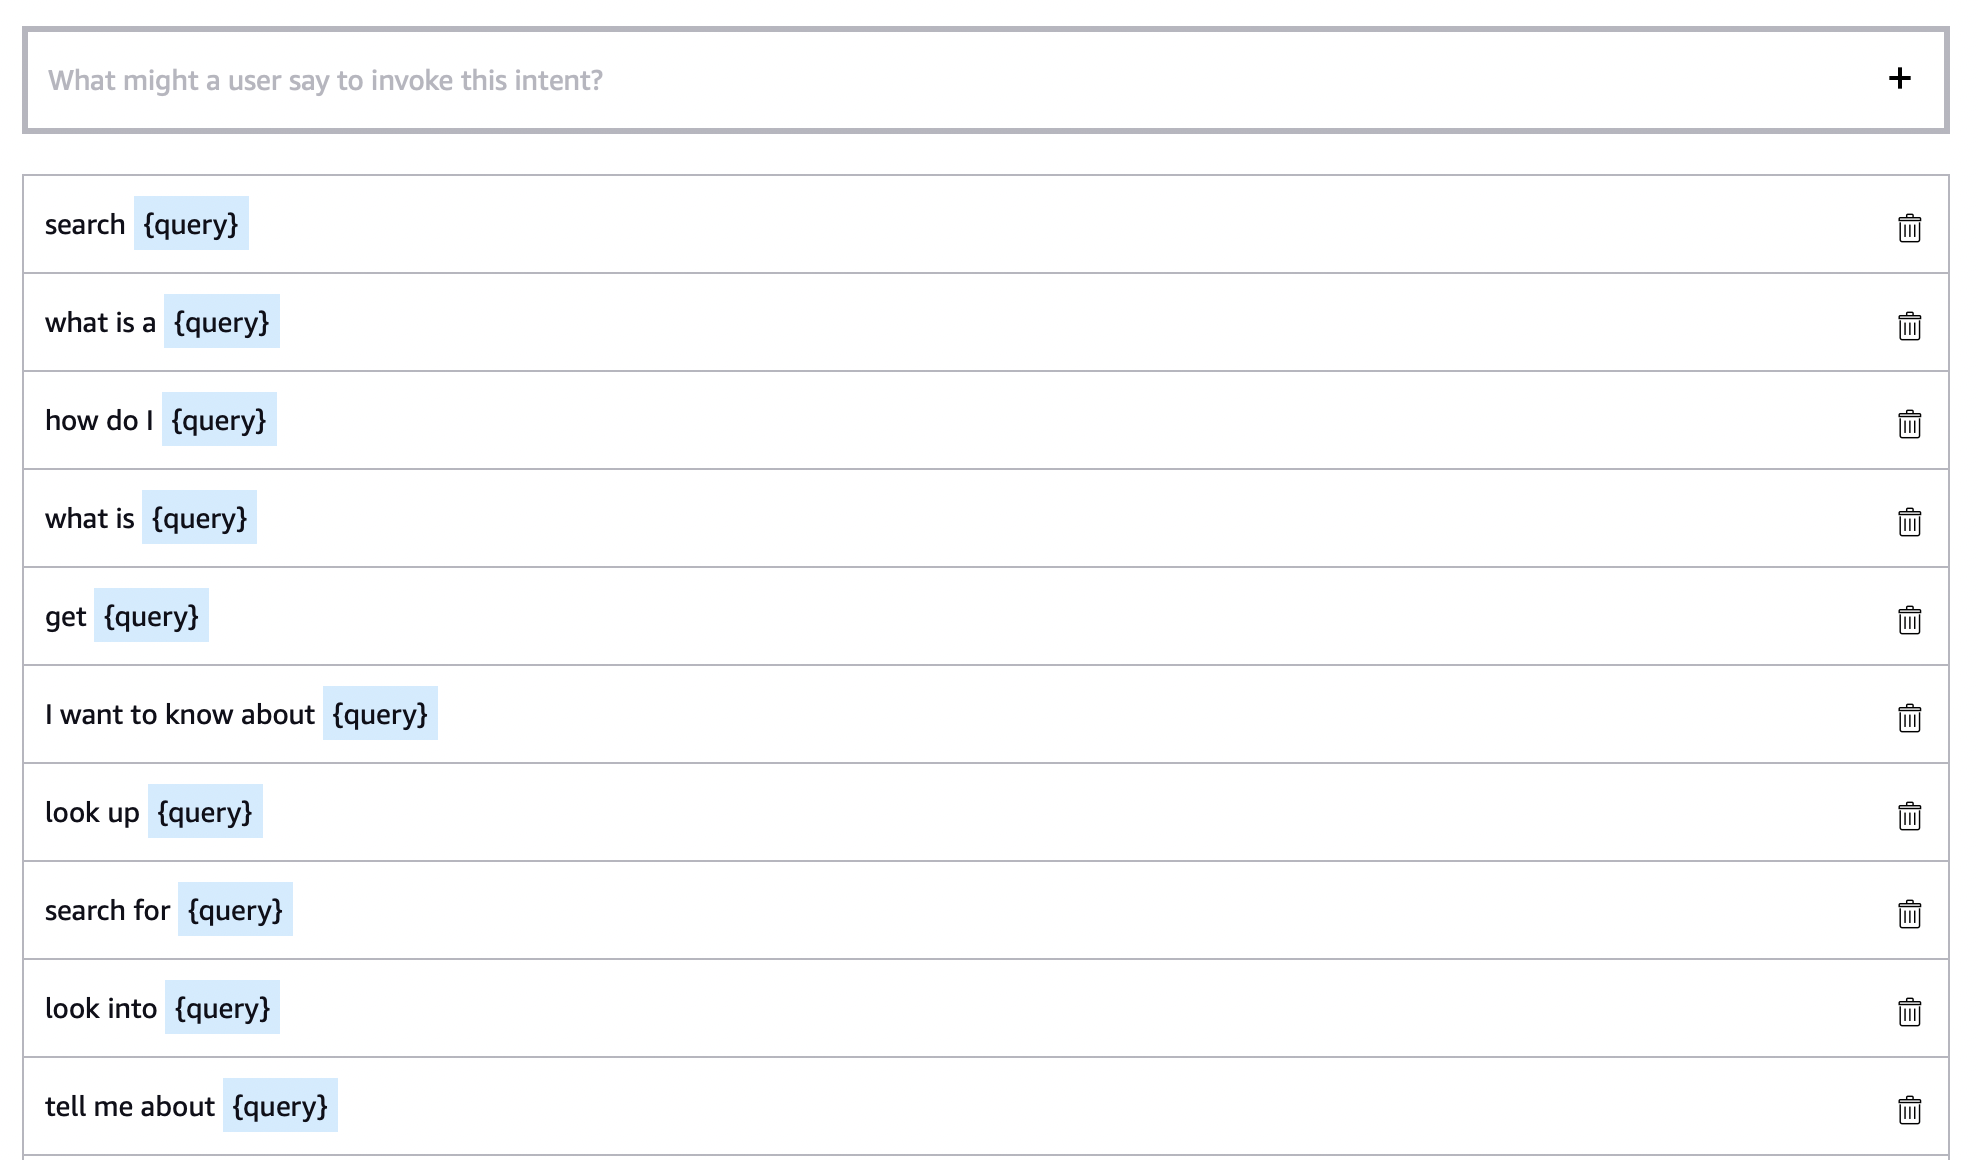 What might a user say to invoke this intent?
search {query}
what is a {query}
how do I {query}
what is {query}
get {query}
I want to know about {query}
look up {query}
search for {query}
look into {query}
tell me about {query}